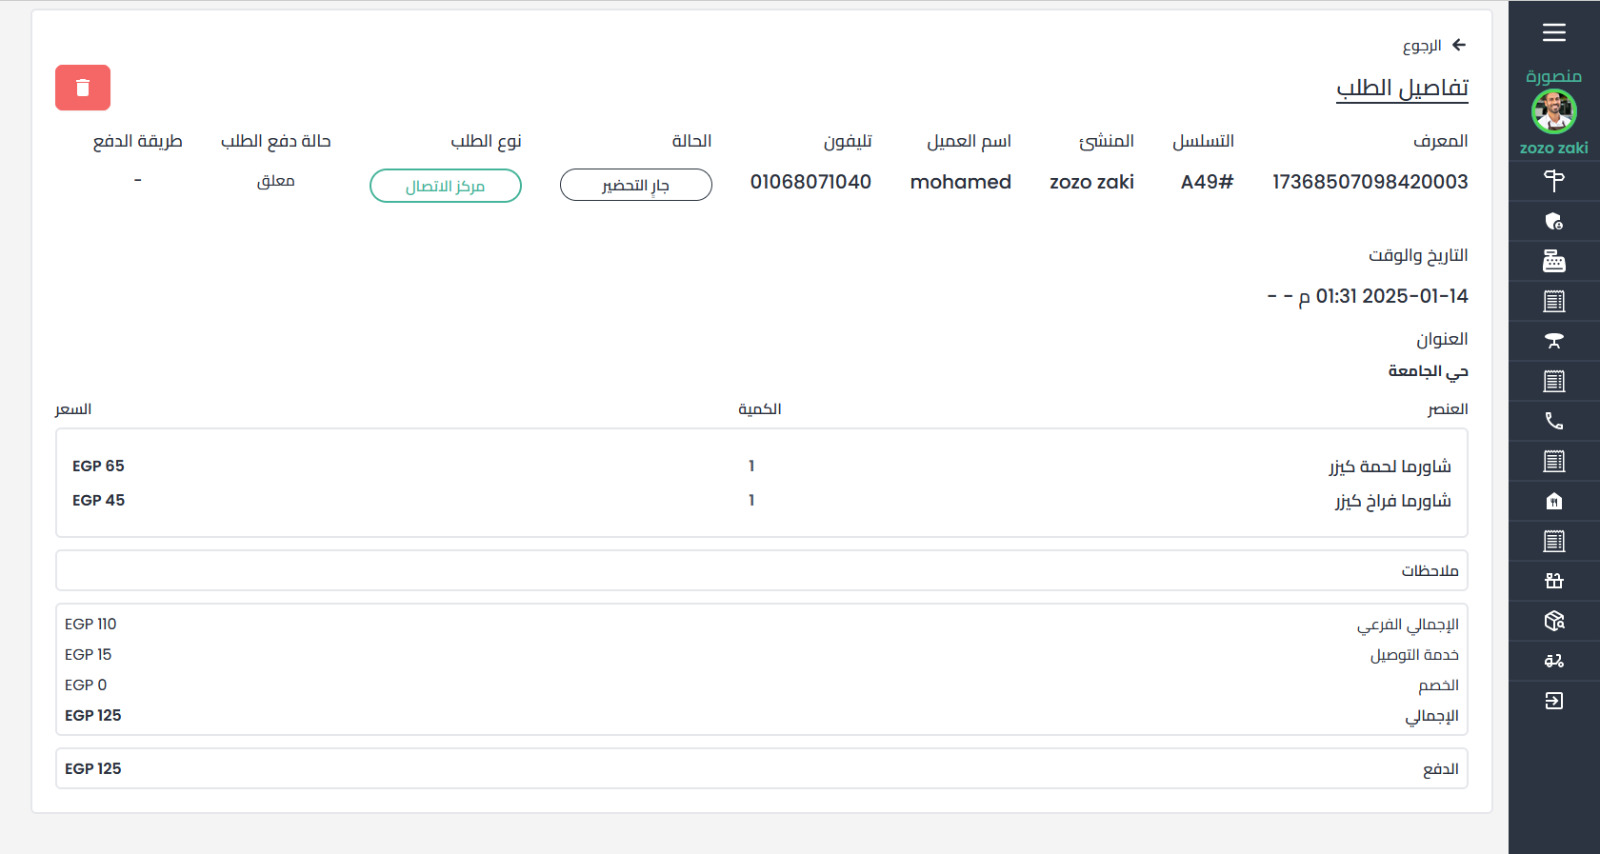 الرجوع
تفاصيل الطلب
المعرف التسلسل المنشئ اسم العميل تليفون الحالة نوع الطلب حالة دفع الطلب طريقة الدفع
17368507098420003 A49# zozo zaki mohamed 01068071040 جارِ التحضير مركز الاتصال معلق -
التاريخ والوقت
2025-01-14 01:31 م - -
العنوان
حي الجامعة
العنصر الكمية السعر
شاورما لحمة كيزر 1 EGP 65
شاورما فراخ كيزر 1 EGP 45
ملاحظات
الإجمالي الفرعي EGP 110
خدمة التوصيل EGP 15
الخصم EGP 0
الإجمالي EGP 125
الدفع EGP 125
منصورة
zozo zaki